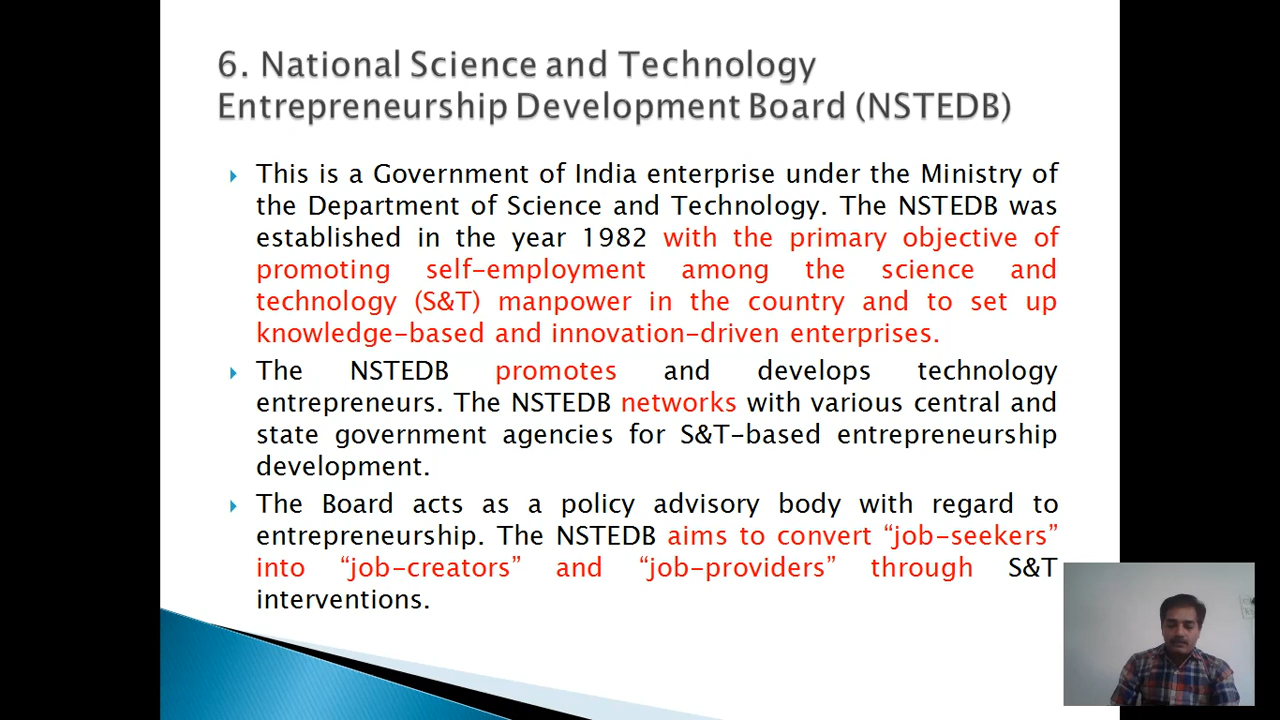 6. National Science and Technology
Entrepreneurship Development Board (NSTEDB)
This is a Government of India enterprise under the Ministry of
the Department of Science and Technology. The NSTEDB was
established in the year 1982 with the primary objective of
promoting self-employment among the science and
technology (S&T) manpower in the country and to set up
knowledge-based and innovation-driven enterprises.
The NSTEDB promotes and develops technology
entrepreneurs. The NSTEDB networks with various central and
state government agencies for S&T-based entrepreneurship
development.
The Board acts as a policy advisory body with regard to
entrepreneurship. The NSTEDB aims to convert “job-seekers”
into “job-creators” and “job-providers” through S&T
interventions.